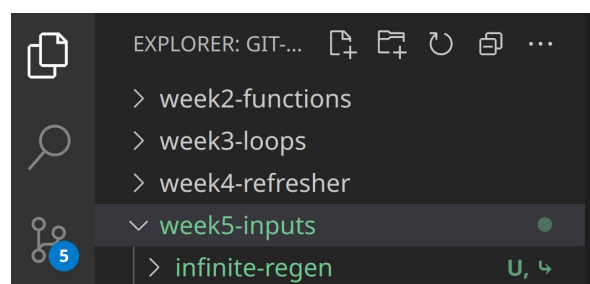 EXPLORER: GIT-...
week2-functions
week3-loops
week4-refresher
week5-inputs
5
infinite-regen U, ⤷